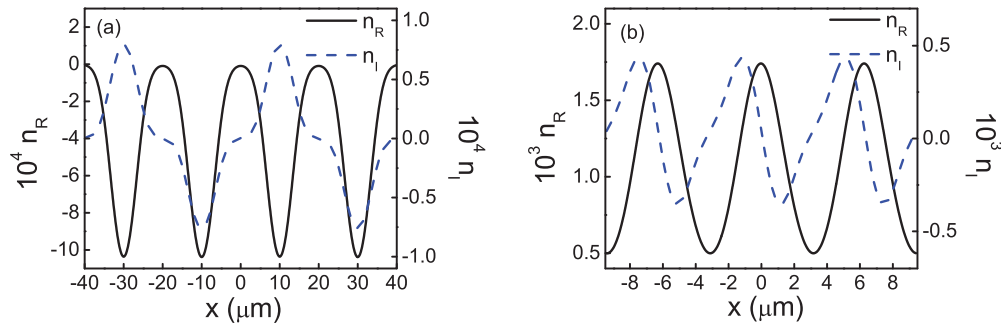 (a)
n_R
n_I
2
0
-2
-4
-6
-8
-10
10^4 n_R
1.0
0.5
0.0
-0.5
-1.0
10^4 n_I
-40 -30 -20 -10 0 10 20 30 40
x (μm)
(b)
n_R
n_I
2.0
1.5
1.0
0.5
10^3 n_R
0.5
0.0
-0.5
10^3 n_I
-8 -6 -4 -2 0 2 4 6 8
x (μm)